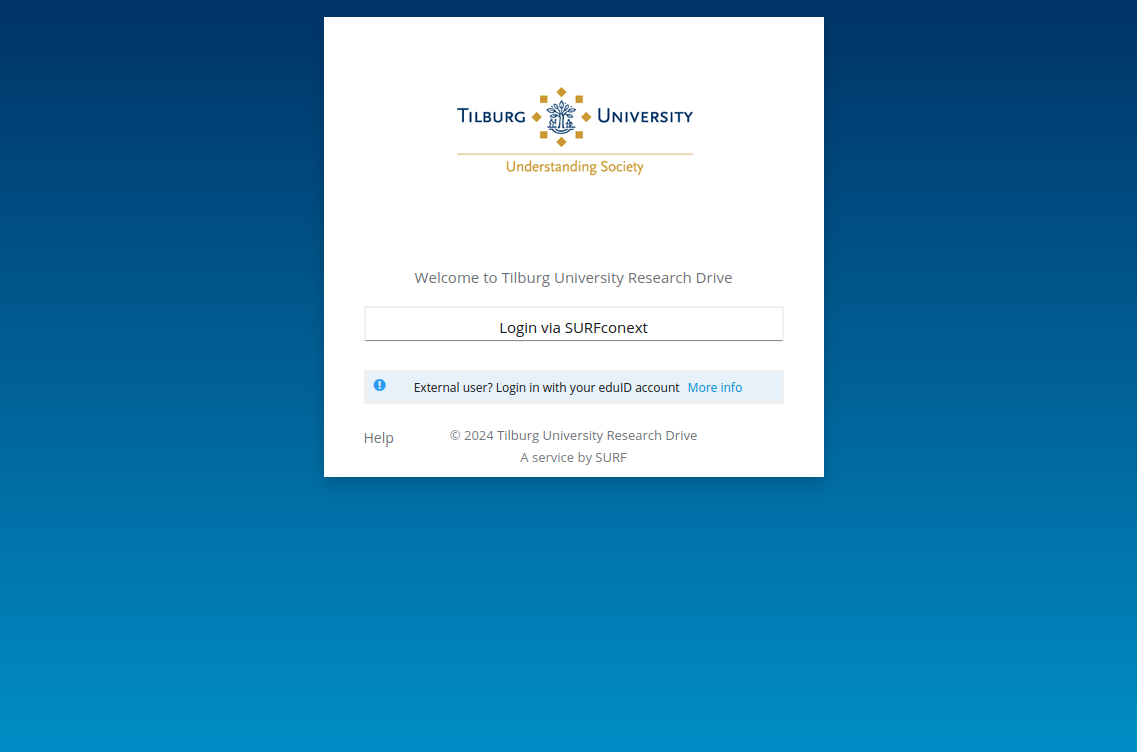 TILBURG UNIVERSITY
Understanding Society
Welcome to Tilburg University Research Drive
Login via SURFconext
External user? Login in with your eduID account More info
Help
© 2024 Tilburg University Research Drive
A service by SURF